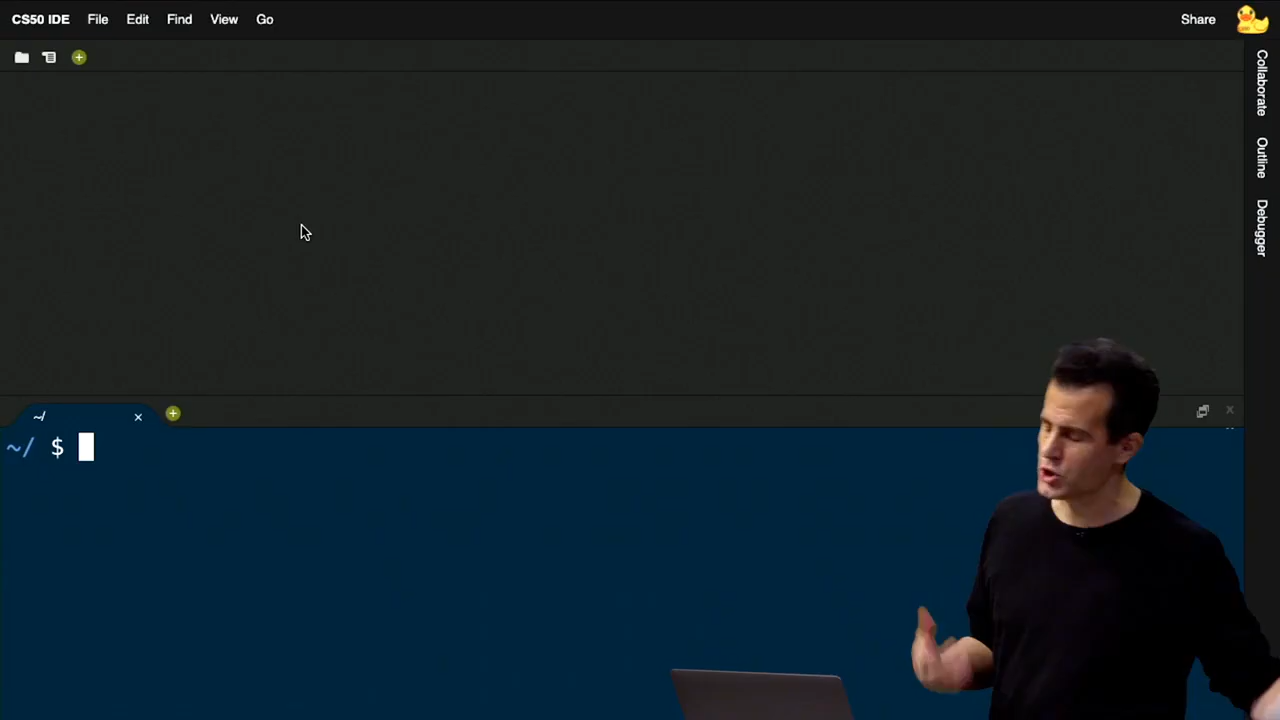 CS50 IDE File Edit Find View Go Share
Collaborate
Outline
Debugger
~/
~/ $